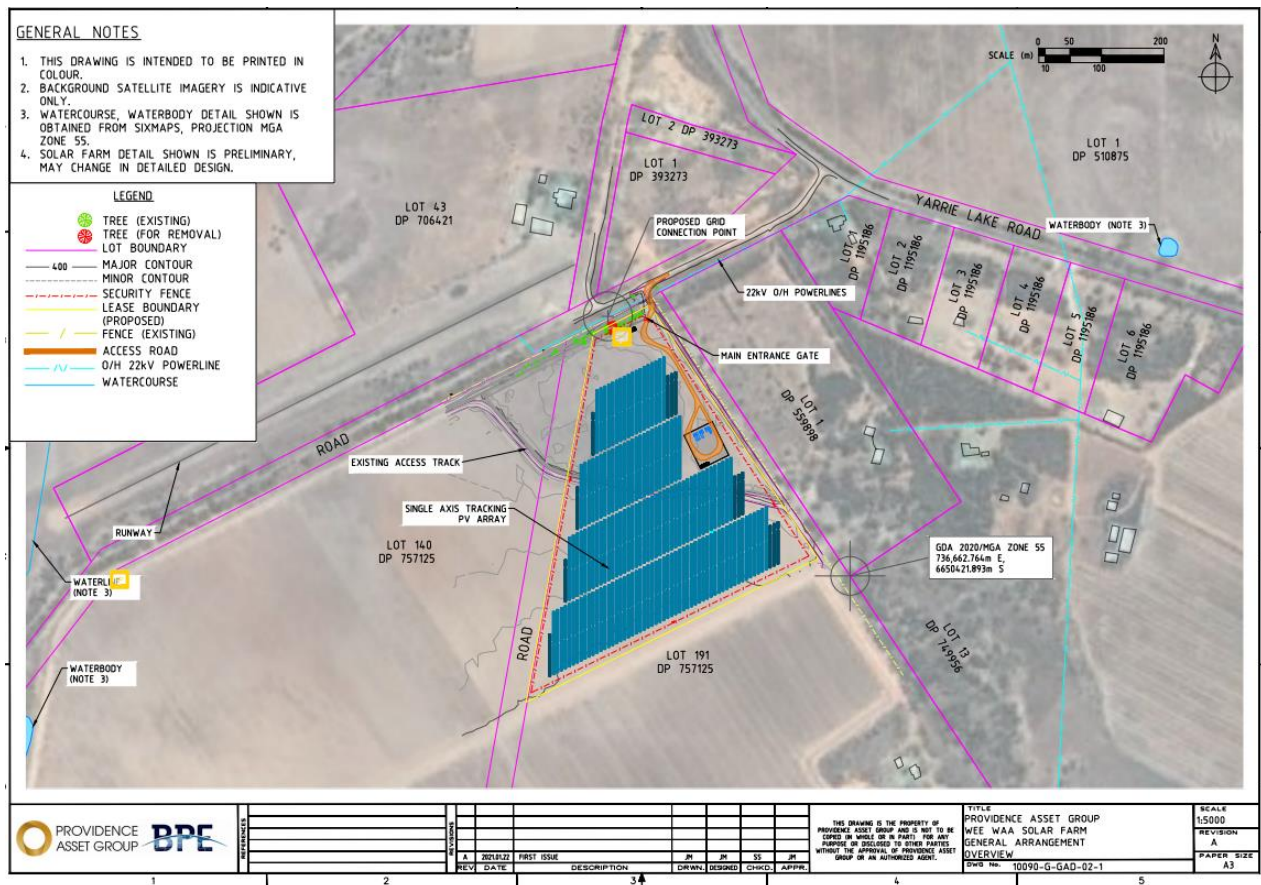 GENERAL NOTES
1. THIS DRAWING IS INTENDED TO BE PRINTED IN
COLOUR.
2. BACKGROUND SATELLITE IMAGERY IS INDICATIVE
ONLY.
3. WATERCOURSE, WATERBODY DETAIL SHOWN IS
OBTAINED FROM SIXMAPS, PROJECTION MGA
ZONE 55.
4. SOLAR FARM DETAIL SHOWN IS PRELIMINARY,
MAY CHANGE IN DETAILED DESIGN.
LEGEND
TREE (EXISTING)
TREE (FOR REMOVAL)
LOT BOUNDARY
400 MAJOR CONTOUR
MINOR CONTOUR
SECURITY FENCE
LEASE BOUNDARY
(PROPOSED)
FENCE (EXISTING)
ACCESS ROAD
O/H 22kV POWERLINE
WATERCOURSE
SCALE (m)
0 50 200
10 100
N
LOT 2 DP 393273
LOT 1
DP 393273
LOT 1
DP 510875
LOT 43
DP 706421
PROPOSED GRID
CONNECTION POINT
YARRIE LAKE ROAD
WATERBODY (NOTE 3)
LOT 1
DP 1195186
LOT 2
DP 1195186
LOT 3
DP 1195186
LOT 4
DP 1195186
LOT 5
DP 1195186
LOT 6
DP 1195186
22kV O/H POWERLINES
MAIN ENTRANCE GATE
LOT 1
DP 559898
ROAD
EXISTING ACCESS TRACK
SINGLE AXIS TRACKING
PV ARRAY
RUNWAY
LOT 140
DP 757125
GDA 2020/MGA ZONE 55
736,662.764m E,
6650421.893m S
(NOTE 3)
LOT 13
DP 749956
ROAD
LOT 191
DP 757125
WATERBODY
(NOTE 3)
PROVIDENCE
ASSET GROUP
BPE
REFERENCES
REVISIONS
A 2021.01.22 FIRST ISSUE JM JM SS JM
REV DATE DESCRIPTION DRWN. DESIGNED CHKD. APPR.
THIS DRAWING IS THE PROPERTY OF
PROVIDENCE ASSET GROUP AND IS NOT TO BE
COPIED (IN WHOLE OR IN PART) FOR ANY
PURPOSE OR DISCLOSED TO OTHER PARTIES
WITHOUT THE APPROVAL OF PROVIDENCE ASSET
GROUP OR AN AUTHORIZED AGENT.
TITLE
PROVIDENCE ASSET GROUP
WEE WAA SOLAR FARM
GENERAL ARRANGEMENT
OVERVIEW
DWG No. 10090-G-GAD-02-1
SCALE
1:5000
REVISION
A
PAPER SIZE
A3
1 2 3 4 5